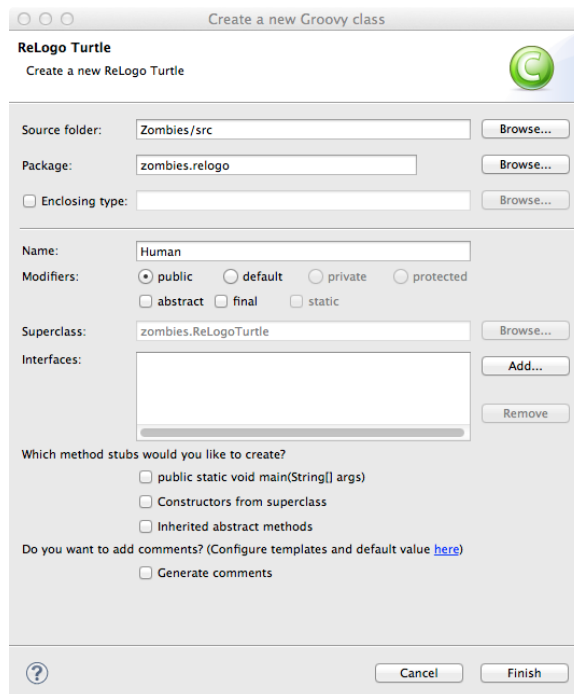 Create a new Groovy class
ReLogo Turtle
Create a new ReLogo Turtle
C
Source folder: Zombies/src Browse...
Package: zombies.relogo Browse...
Enclosing type: Browse...
Name: Human
Modifiers: public default private protected
abstract final static
Superclass: zombies.ReLogoTurtle Browse...
Interfaces: Add...
Remove
Which method stubs would you like to create?
public static void main(String[] args)
Constructors from superclass
Inherited abstract methods
Do you want to add comments? (Configure templates and default value here)
Generate comments
? Cancel Finish